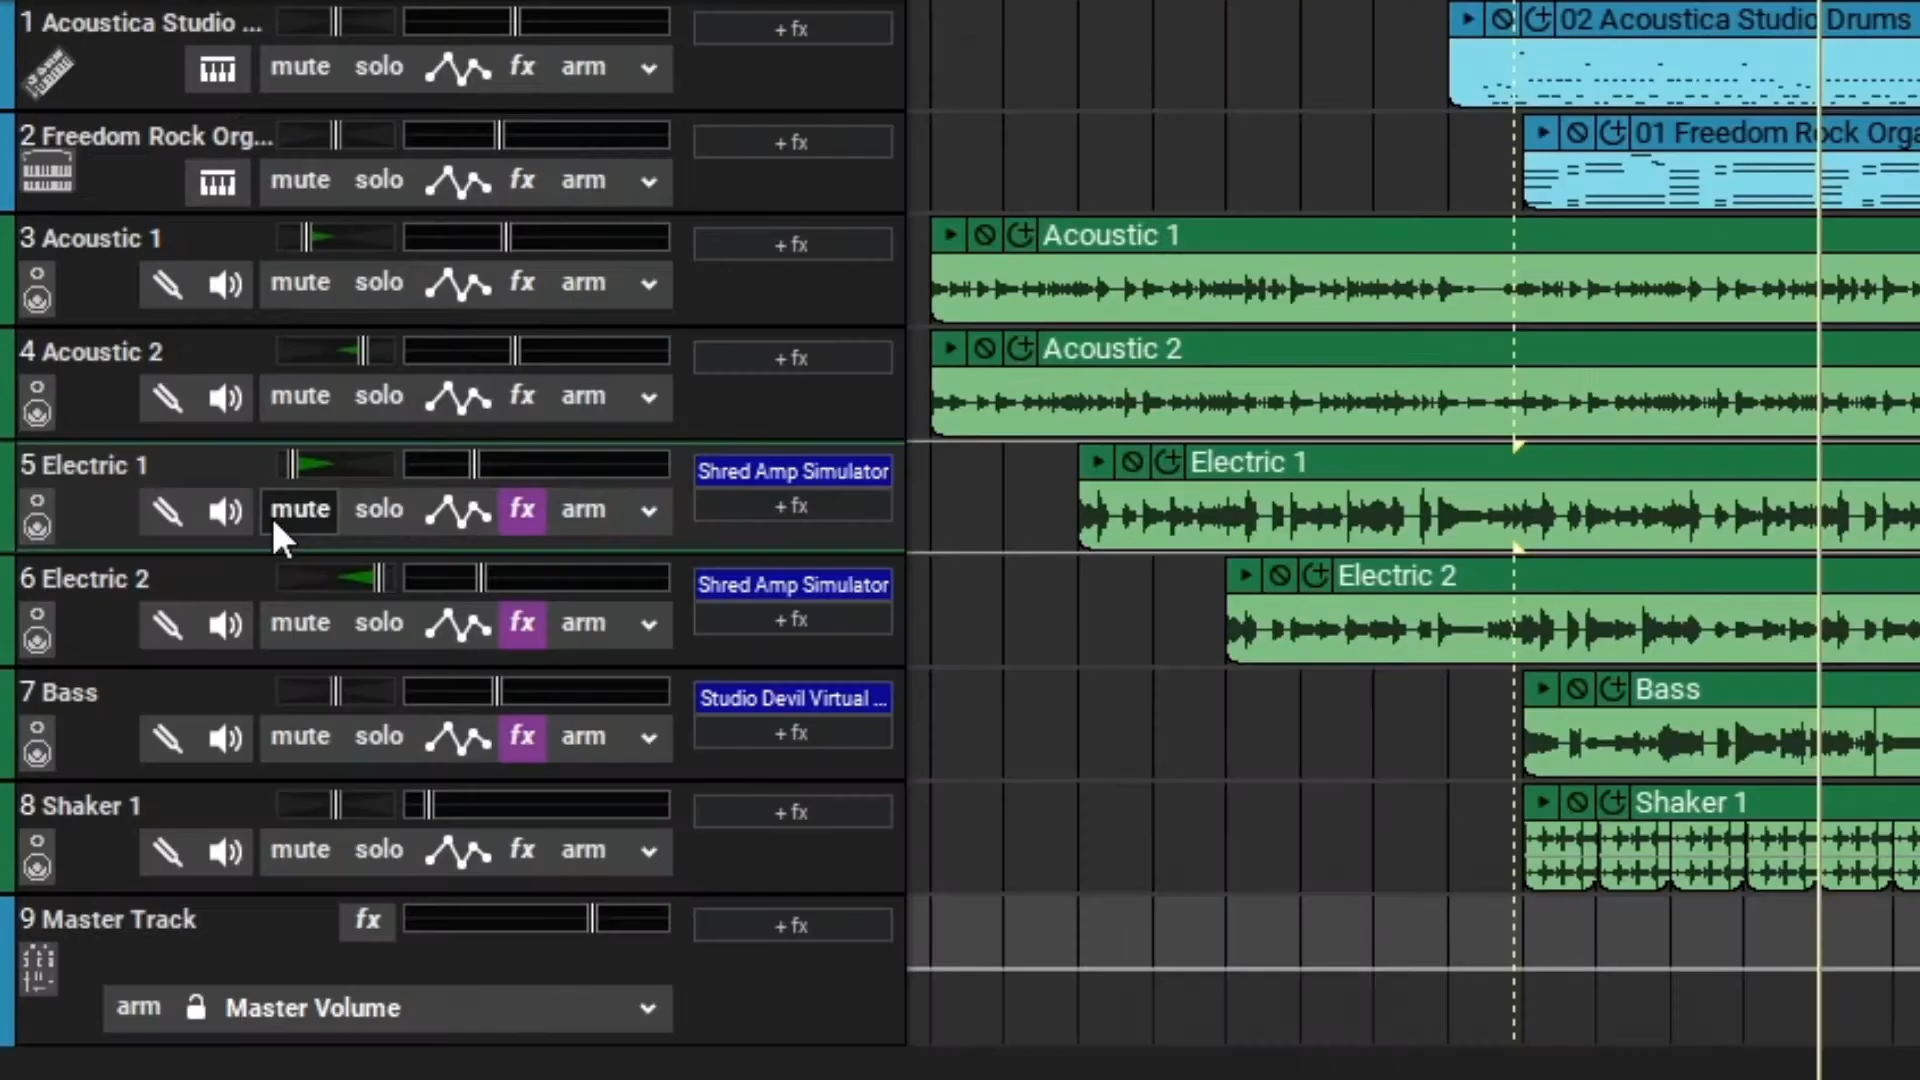 1 Acoustica Studio ...
+ fx
02 Acoustica Studio Drums
mute solo fx arm
2 Freedom Rock Org...
+ fx
01 Freedom Rock Orga
mute solo fx arm
3 Acoustic 1
+ fx
Acoustic 1
mute solo fx arm
4 Acoustic 2
+ fx
Acoustic 2
mute solo fx arm
5 Electric 1
Shred Amp Simulator
Electric 1
mute solo fx arm
+ fx
6 Electric 2
Shred Amp Simulator
Electric 2
mute solo fx arm
+ fx
7 Bass
Studio Devil Virtual ...
Bass
mute solo fx arm
+ fx
8 Shaker 1
+ fx
Shaker 1
mute solo fx arm
9 Master Track
fx
+ fx
arm Master Volume